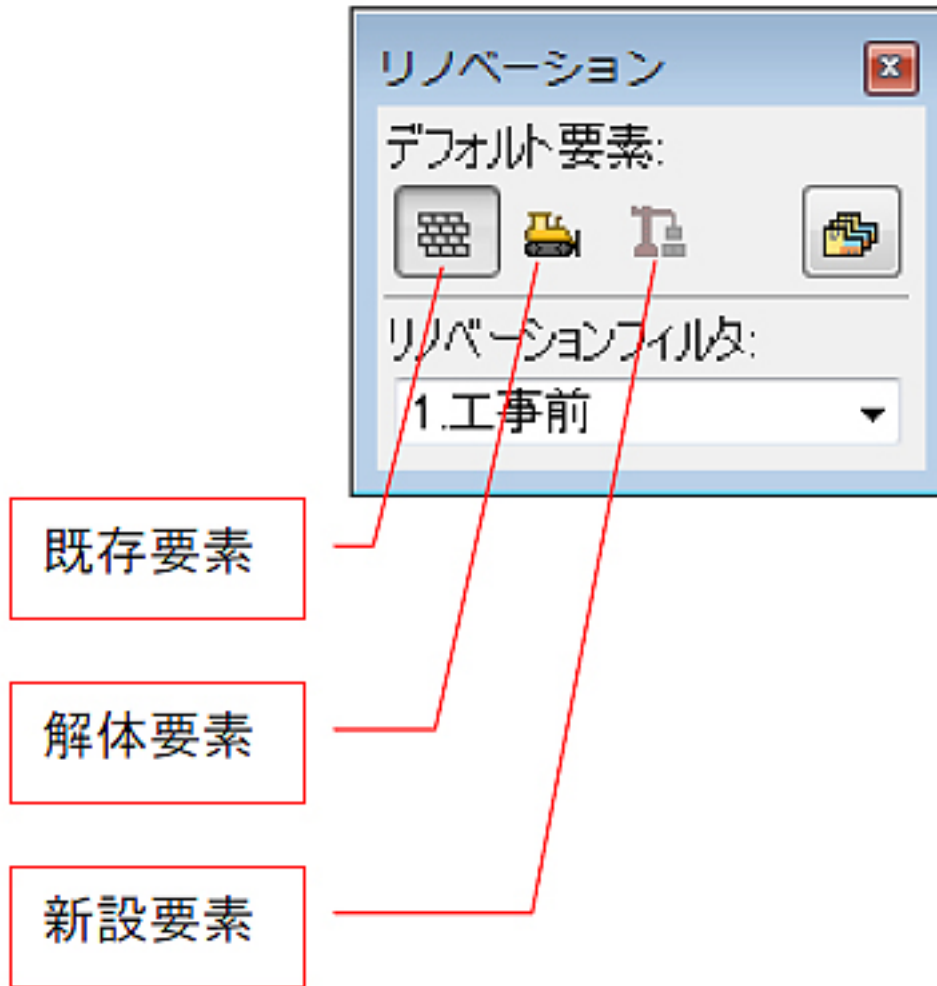 リノベーション
デフォルト要素:
リノベーションフィルタ:
1.工事前
既存要素
解体要素
新設要素